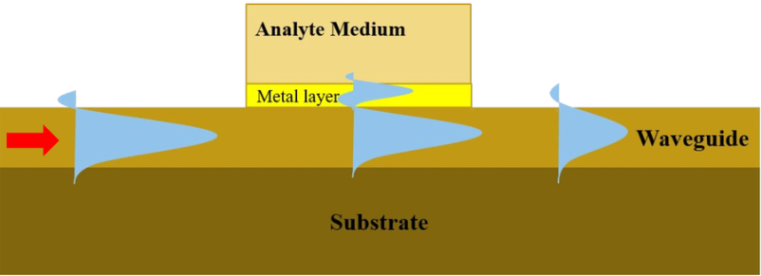 Analyte Medium
Metal layer
Waveguide
Substrate